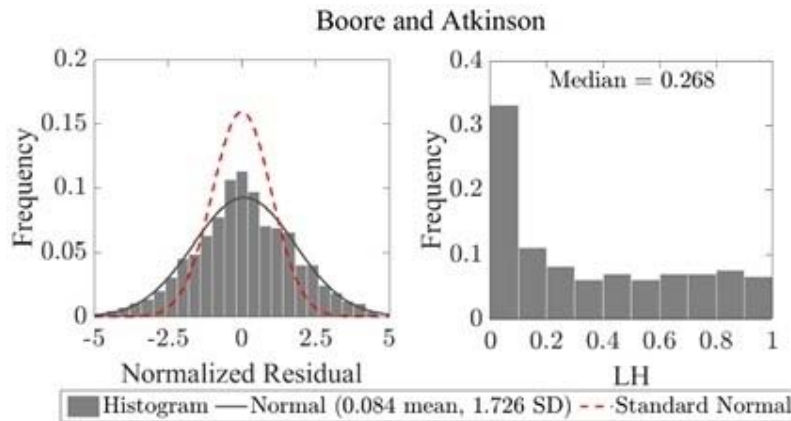 Boore and Atkinson
0.2
0.15
0.1
0.05
0
Frequency
-5
-2.5
0
2.5
5
Normalized Residual
Median = 0.268
0.4
0.3
0.4
0.1
0
Frequency
0
0.2
0.4
0.6
0.8
1
LH
Histogram
Normal (0.084 mean, 1.726 SD)
Standard Normal